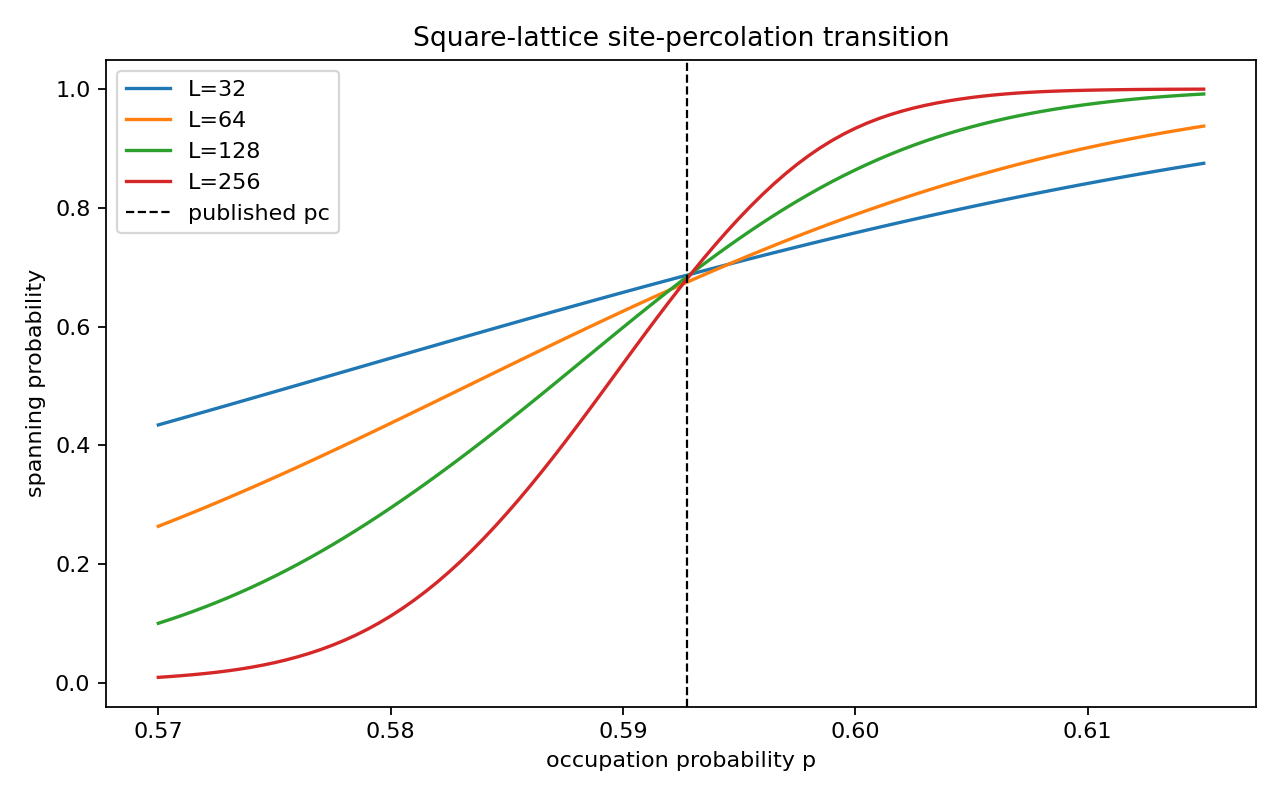 Square-lattice site-percolation transition
L=32
L=64
L=128
L=256
published pc
spanning probability
1.0
0.8
0.6
0.4
0.2
0.0
0.57 0.58 0.59 0.60 0.61
occupation probability p